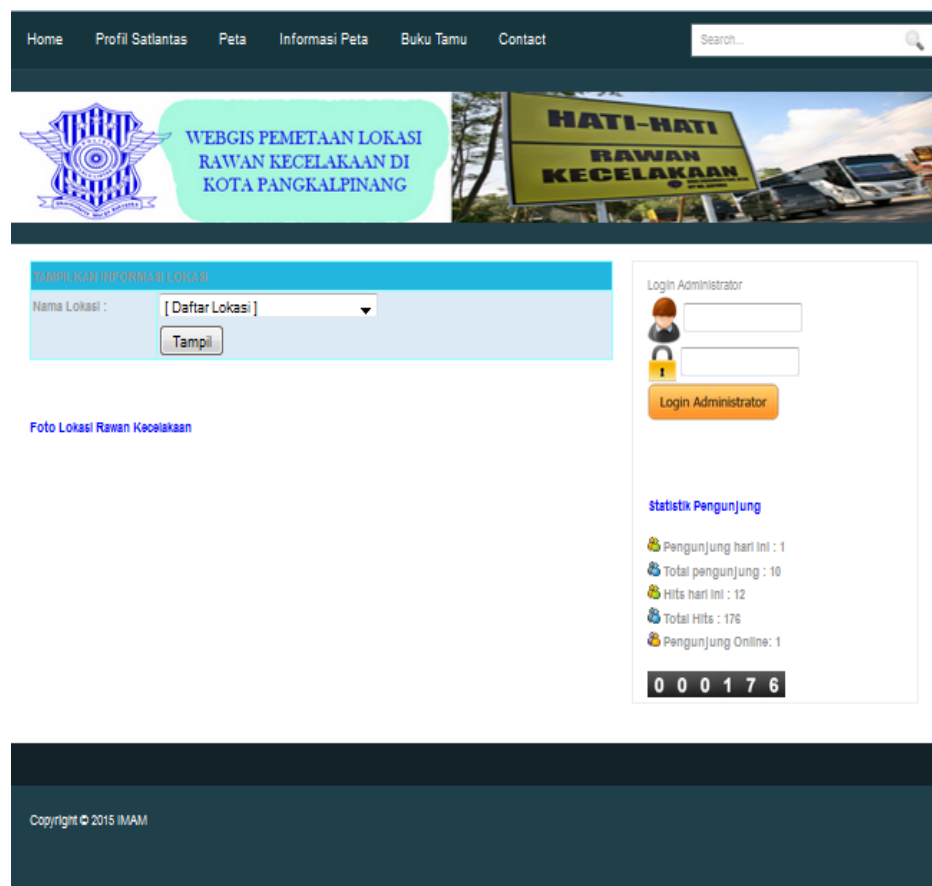 Home Profil Satlantas Peta Informasi Peta Buku Tamu Contact Search...
WEBGIS PEMETAAN LOKASI
RAWAN KECELAKAAN DI
KOTA PANGKALPINANG
HATI-HATI
RAWAN
KECELAKAAN
TAMPILKAN INFORMASI LOKASI
Nama Lokasi : [ Daftar Lokasi ]
Tampil
Foto Lokasi Rawan Kecelakaan
Login Administrator
Login Administrator
Statistik Pengunjung
Pengunjung hari ini : 1
Total pengunjung : 10
Hits hari ini : 12
Total Hits : 176
Pengunjung Online: 1
0 0 0 1 7 6
Copyright © 2015 IMAM